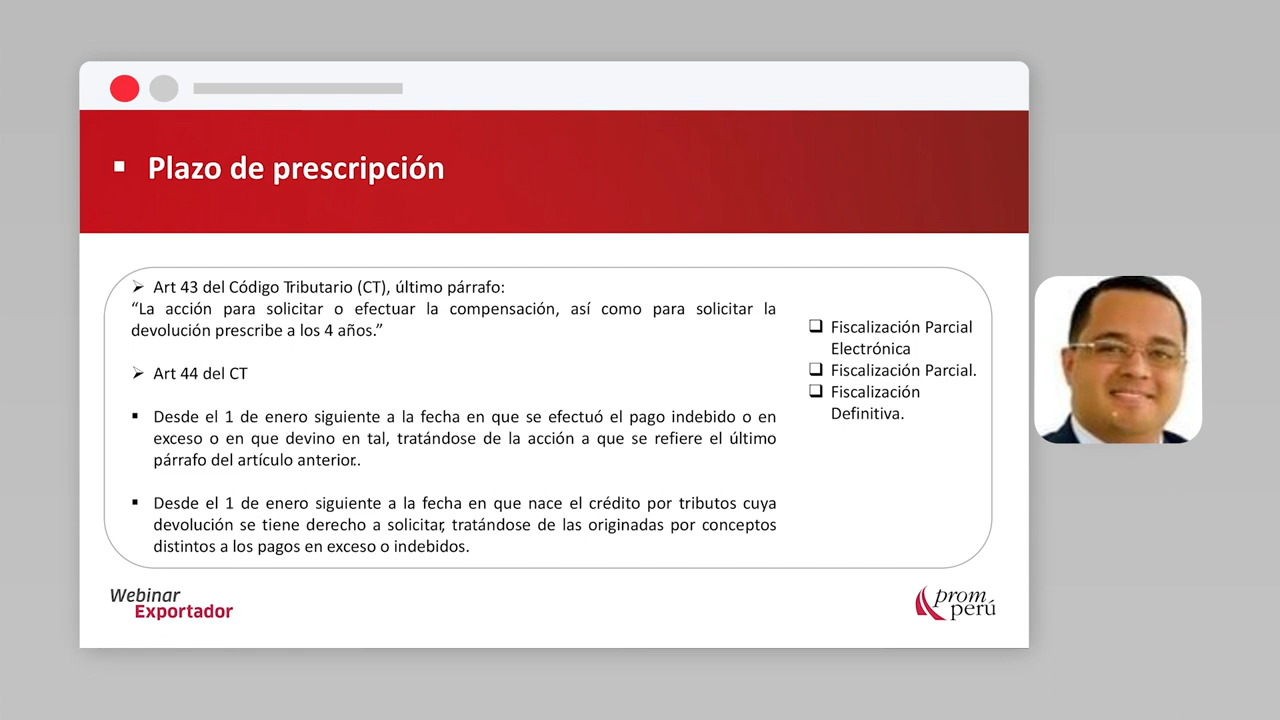 Plazo de prescripción
Art 43 del Código Tributario (CT), último párrafo:
“La acción para solicitar o efectuar la compensación, así como para solicitar la
devolución prescribe a los 4 años.”
Art 44 del CT
Desde el 1 de enero siguiente a la fecha en que se efectuó el pago indebido o en
exceso o en que devino en tal, tratándose de la acción a que se refiere el último
párrafo del artículo anterior..
Desde el 1 de enero siguiente a la fecha en que nace el crédito por tributos cuya
devolución se tiene derecho a solicitar, tratándose de las originadas por conceptos
distintos a los pagos en exceso o indebidos.
Fiscalización Parcial
Electrónica
Fiscalización Parcial.
Fiscalización
Definitiva.
Webinar
Exportador
prom
perú